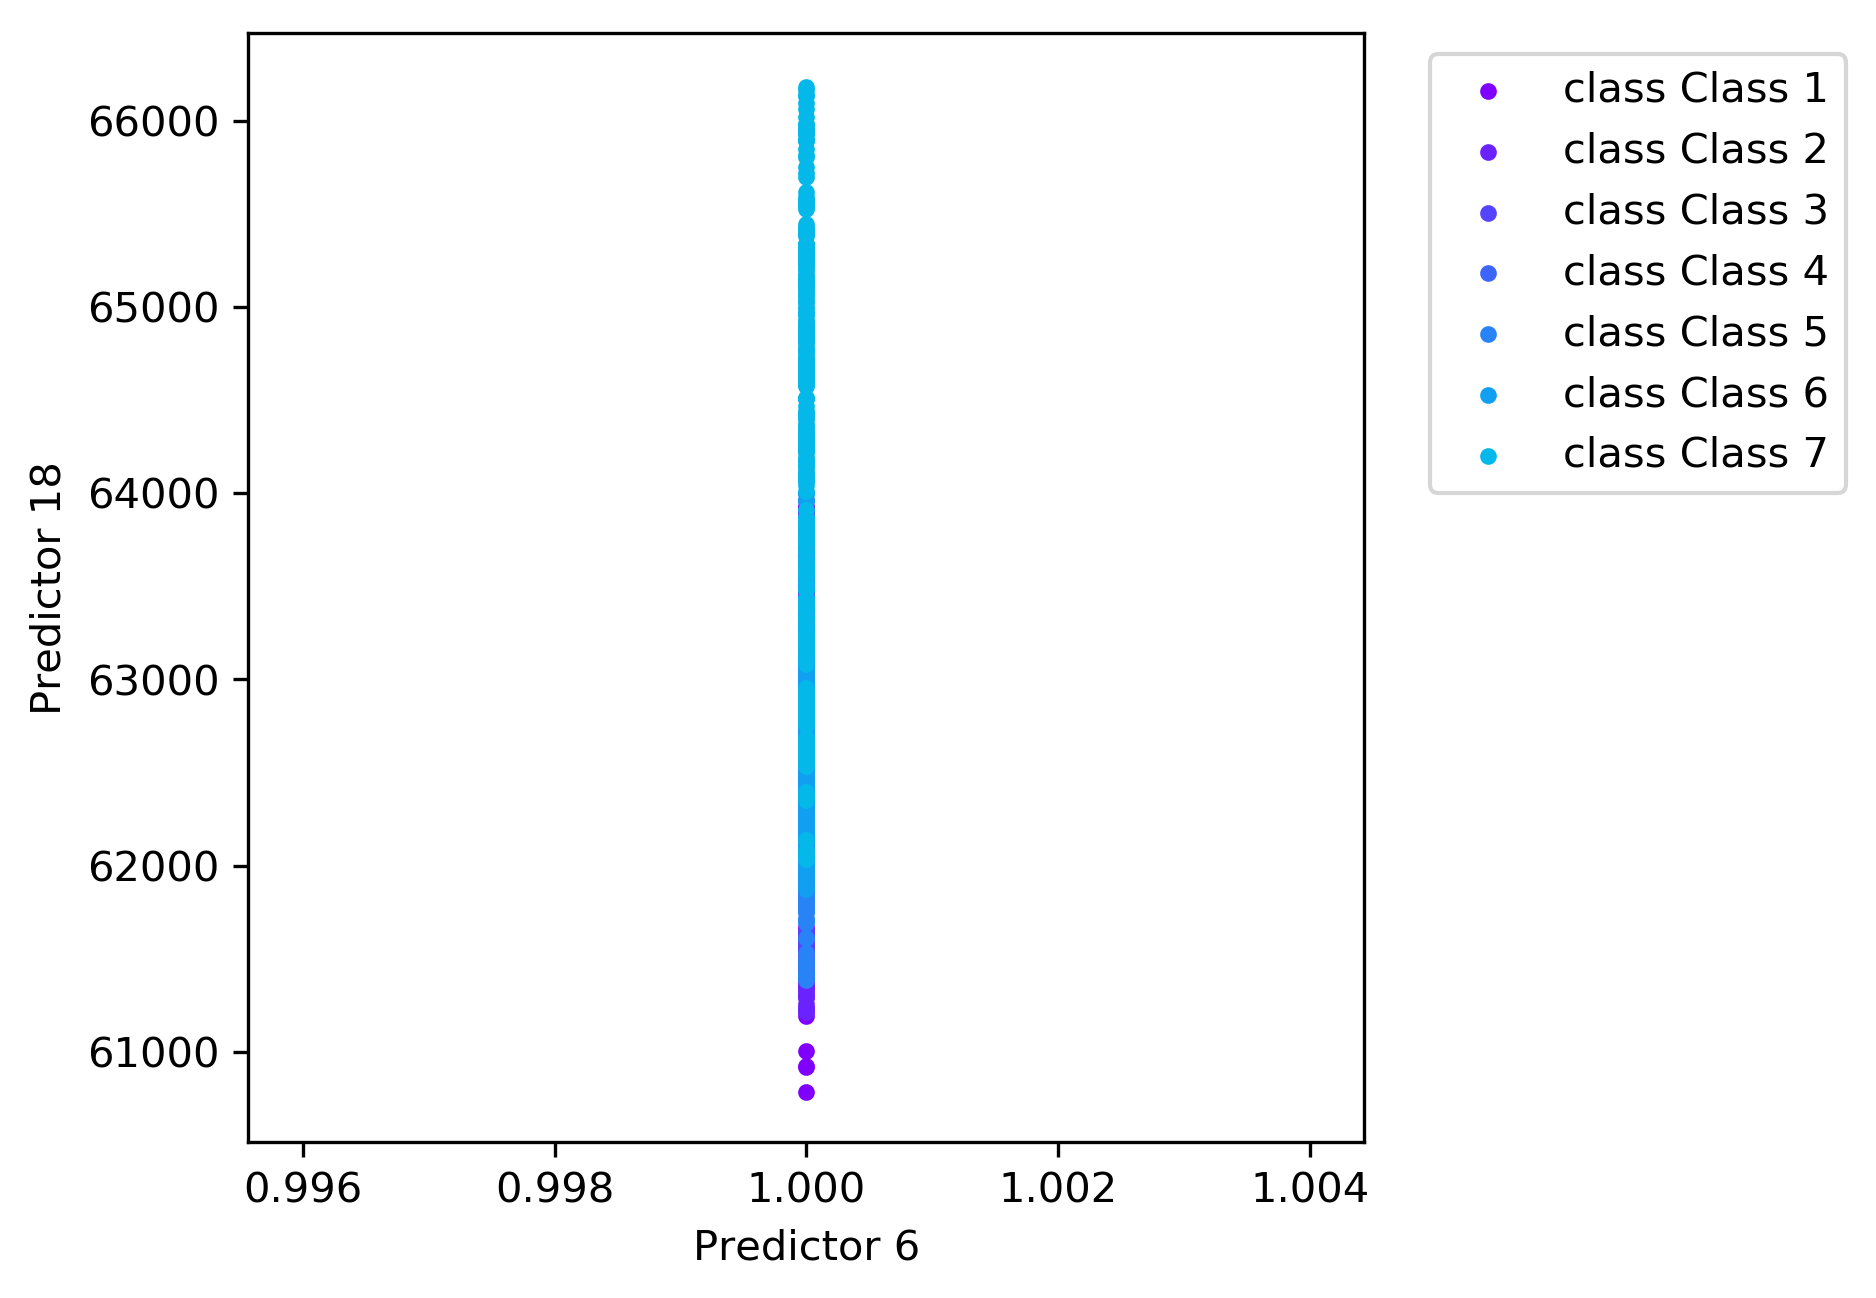 66000
65000
64000
63000
62000
61000
Predictor 18
0.996
0.998
1.000
1.002
1.004
Predictor 6
class Class 1
class Class 2
class Class 3
class Class 4
class Class 5
class Class 6
class Class 7